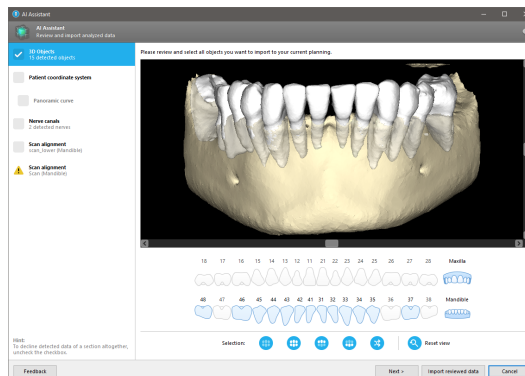 AI Assistant
AI Assistant
Review and import analyzed data
3D Objects
15 detected objects
Patient coordinate system
Panoramic curve
Nerve canals
2 detected nerves
Scan alignment
scan_lower (Mandible)
Scan alignment
Scan (Mandible)
Hint:
To decline detected data of a section altogether,
uncheck the checkbox.
Please review and select all objects you want to import to your current planning.
18 17 16 15 14 13 12 11 21 22 23 24 25 26 27 28 Maxilla
48 47 46 45 44 43 42 41 31 32 33 34 35 36 37 38 Mandible
Selection: Reset view
Feedback Next > Import reviewed data Cancel